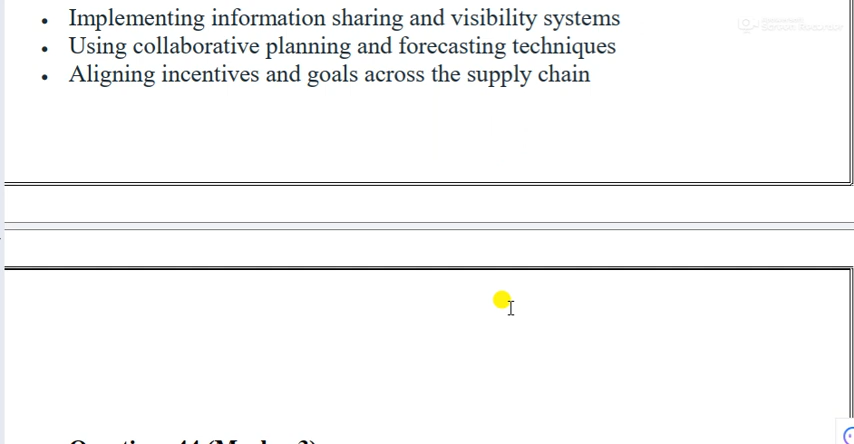 • Implementing information sharing and visibility systems
• Using collaborative planning and forecasting techniques
• Aligning incentives and goals across the supply chain